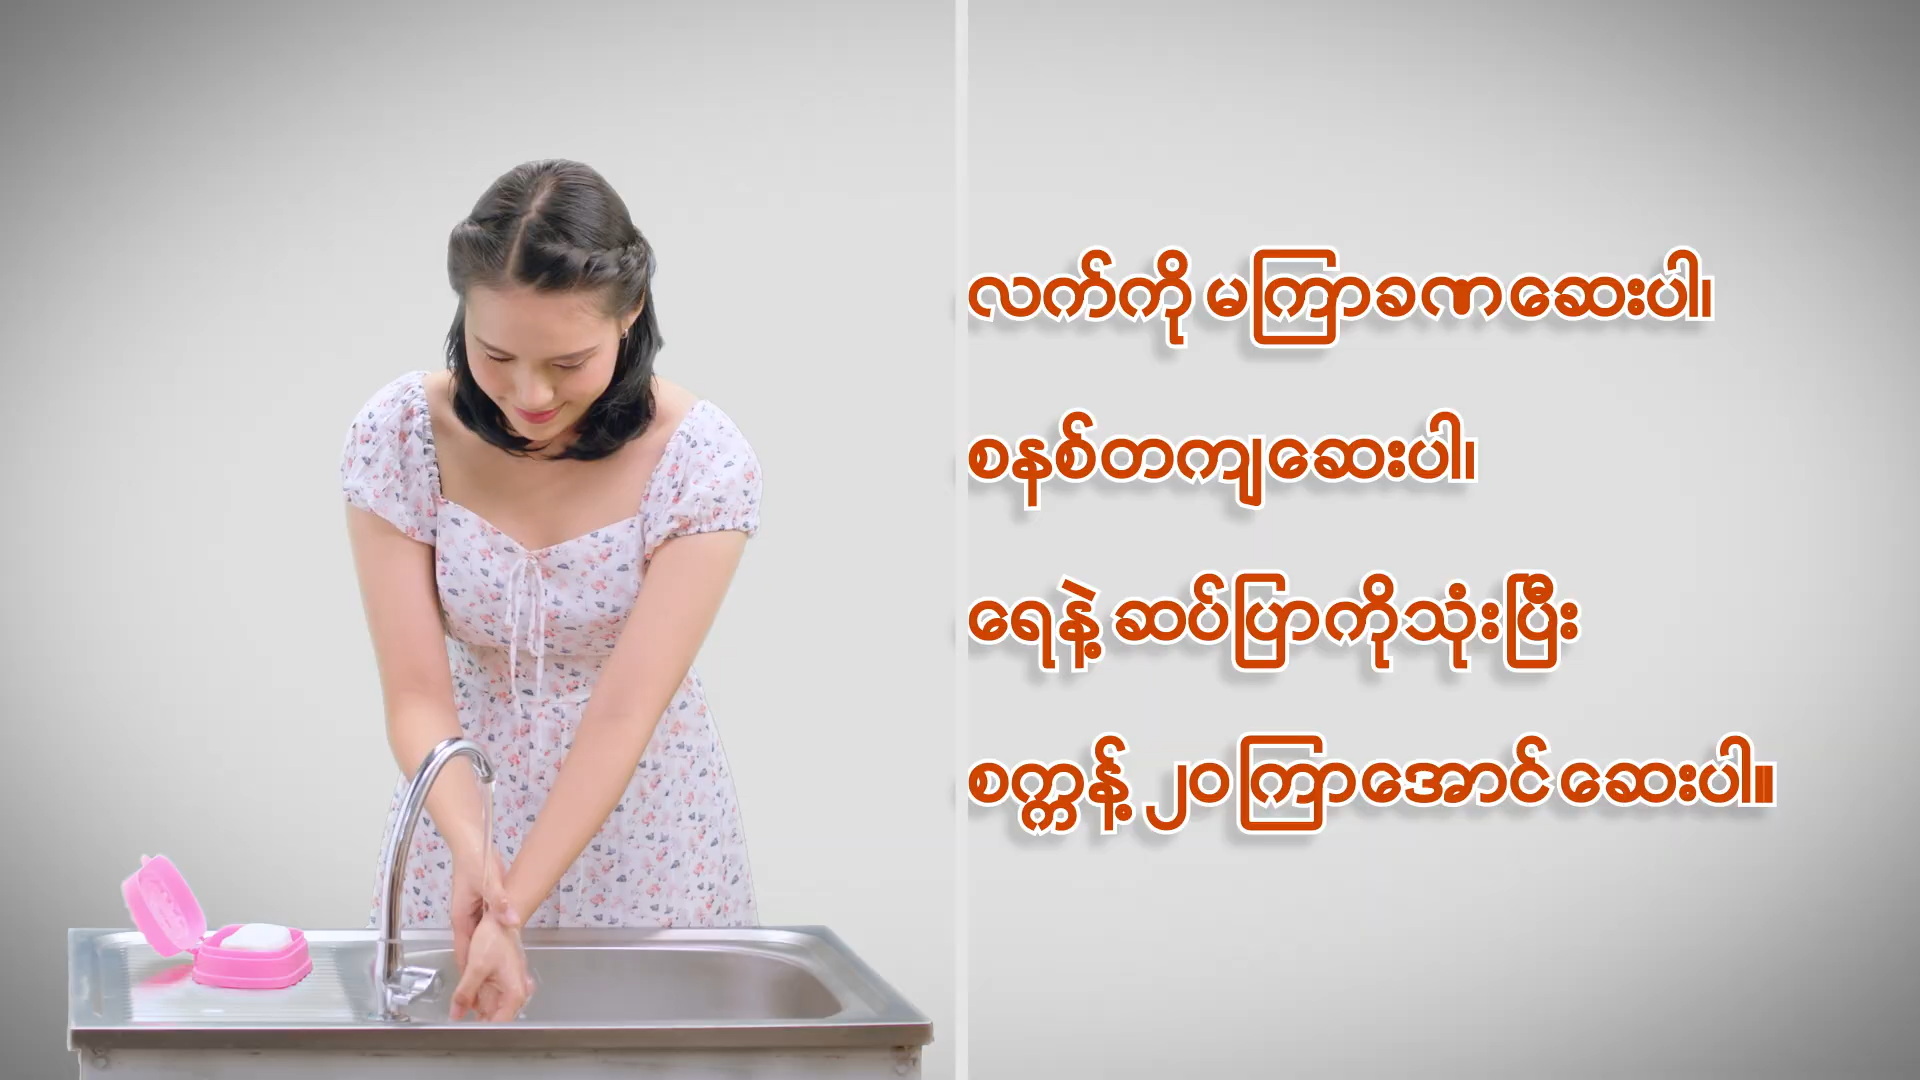 လက်ကို မကြာခဏဆေးပါ၊
စနစ်တကျဆေးပါ၊
ရေနဲ့ ဆပ်ပြာကိုသုံးပြီး
စက္ကန့် ၂၀ကြာအောင်ဆေးပါ။